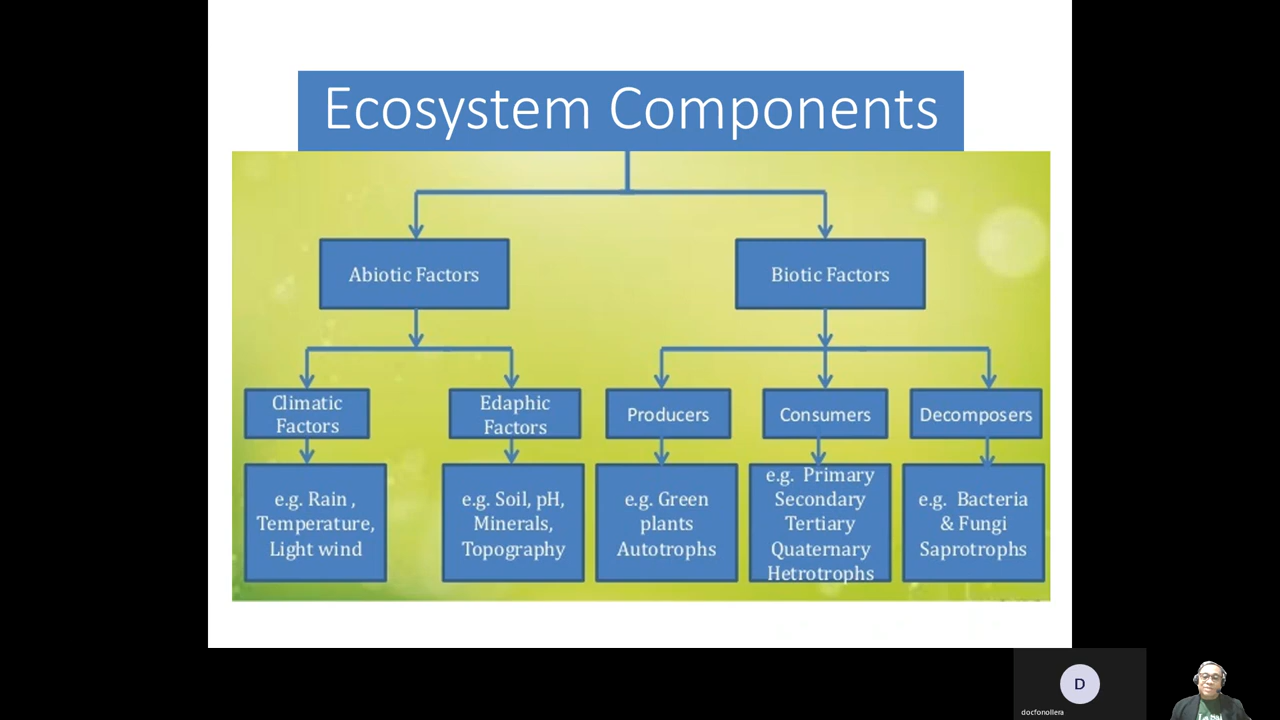 Ecosystem Components
Abiotic Factors
Biotic Factors
Climatic
Factors
Edaphic
Factors
Producers
Consumers
Decomposers
e.g. Rain ,
Temperature,
Light wind
e.g. Soil, pH,
Minerals,
Topography
e.g. Green
plants
Autotrophs
e.g. Primary
Secondary
Tertiary
Quaternary
Hetrotrophs
e.g. Bacteria
& Fungi
Saprotrophs
D
docfonollera